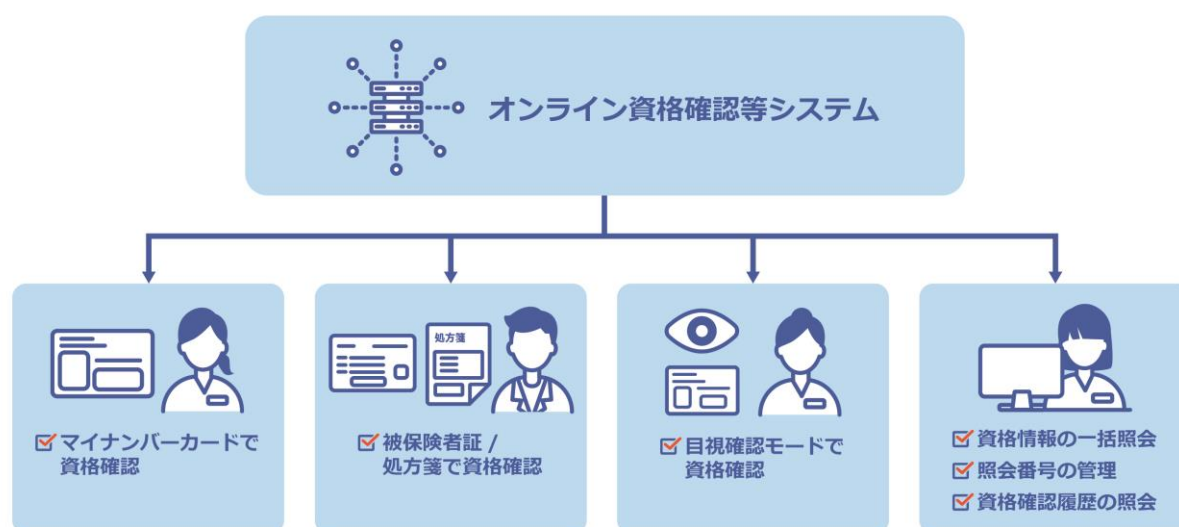 オンライン資格確認等システム
マイナンバーカードで
資格確認
処方箋
被保険者証 /
処方箋で資格確認
目視確認モードで
資格確認
資格情報の一括照会
照会番号の管理
資格確認履歴の照会